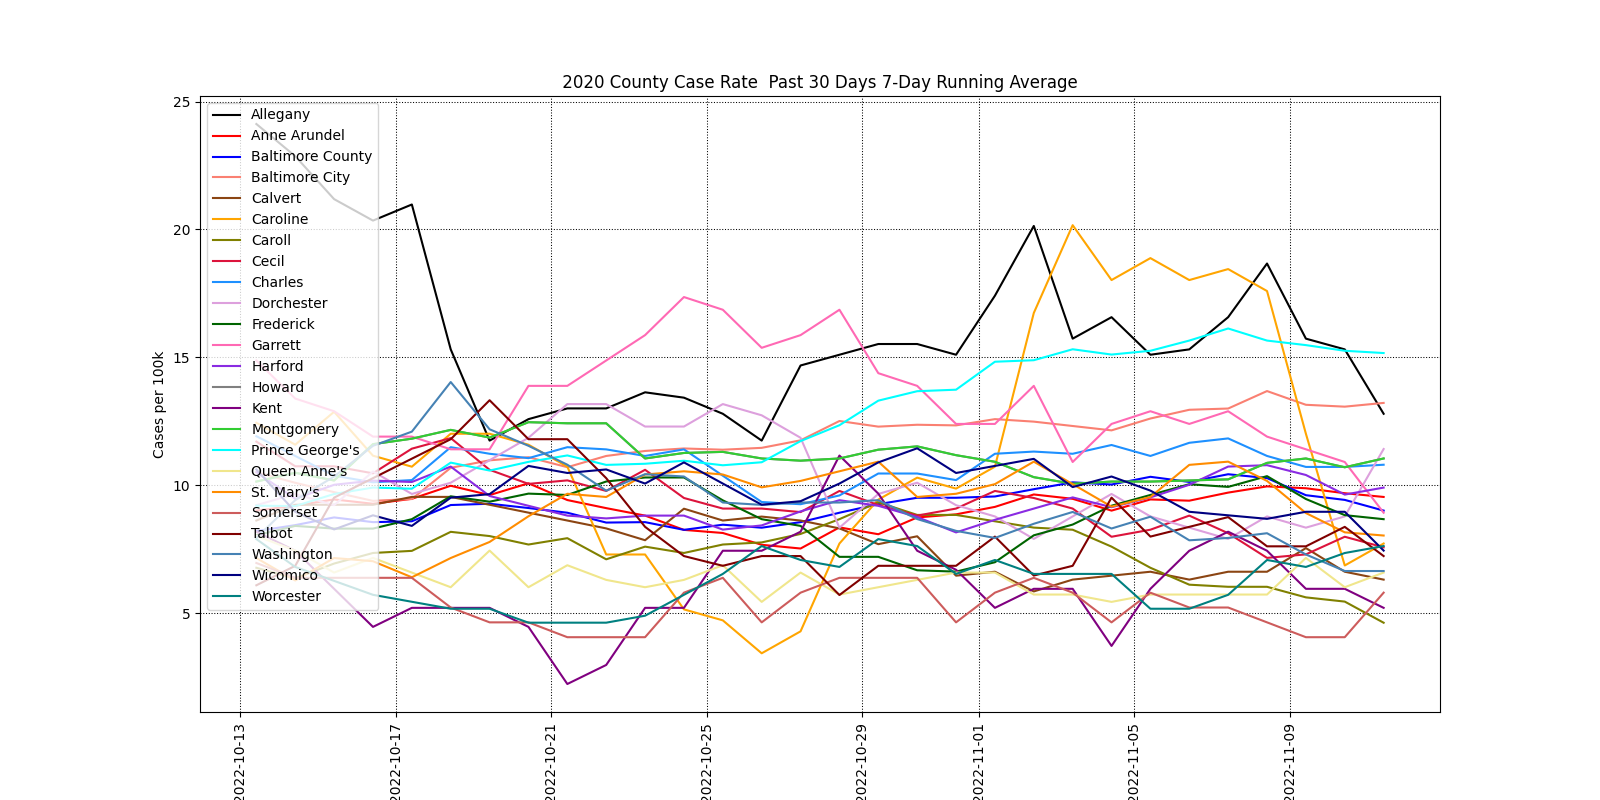 2020 County Case Rate  Past 30 Days 7-Day Running Average
Cases per 100k
25
20
15
10
5
Allegany
Anne Arundel
Baltimore County
Baltimore City
Calvert
Caroline
Caroll
Cecil
Charles
Dorchester
Frederick
Garrett
Harford
Howard
Kent
Montgomery
Prince George's
Queen Anne's
St. Mary's
Somerset
Talbot
Washington
Wicomico
Worcester
2022-10-13
2022-10-17
2022-10-21
2022-10-25
2022-10-29
2022-11-01
2022-11-05
2022-11-09